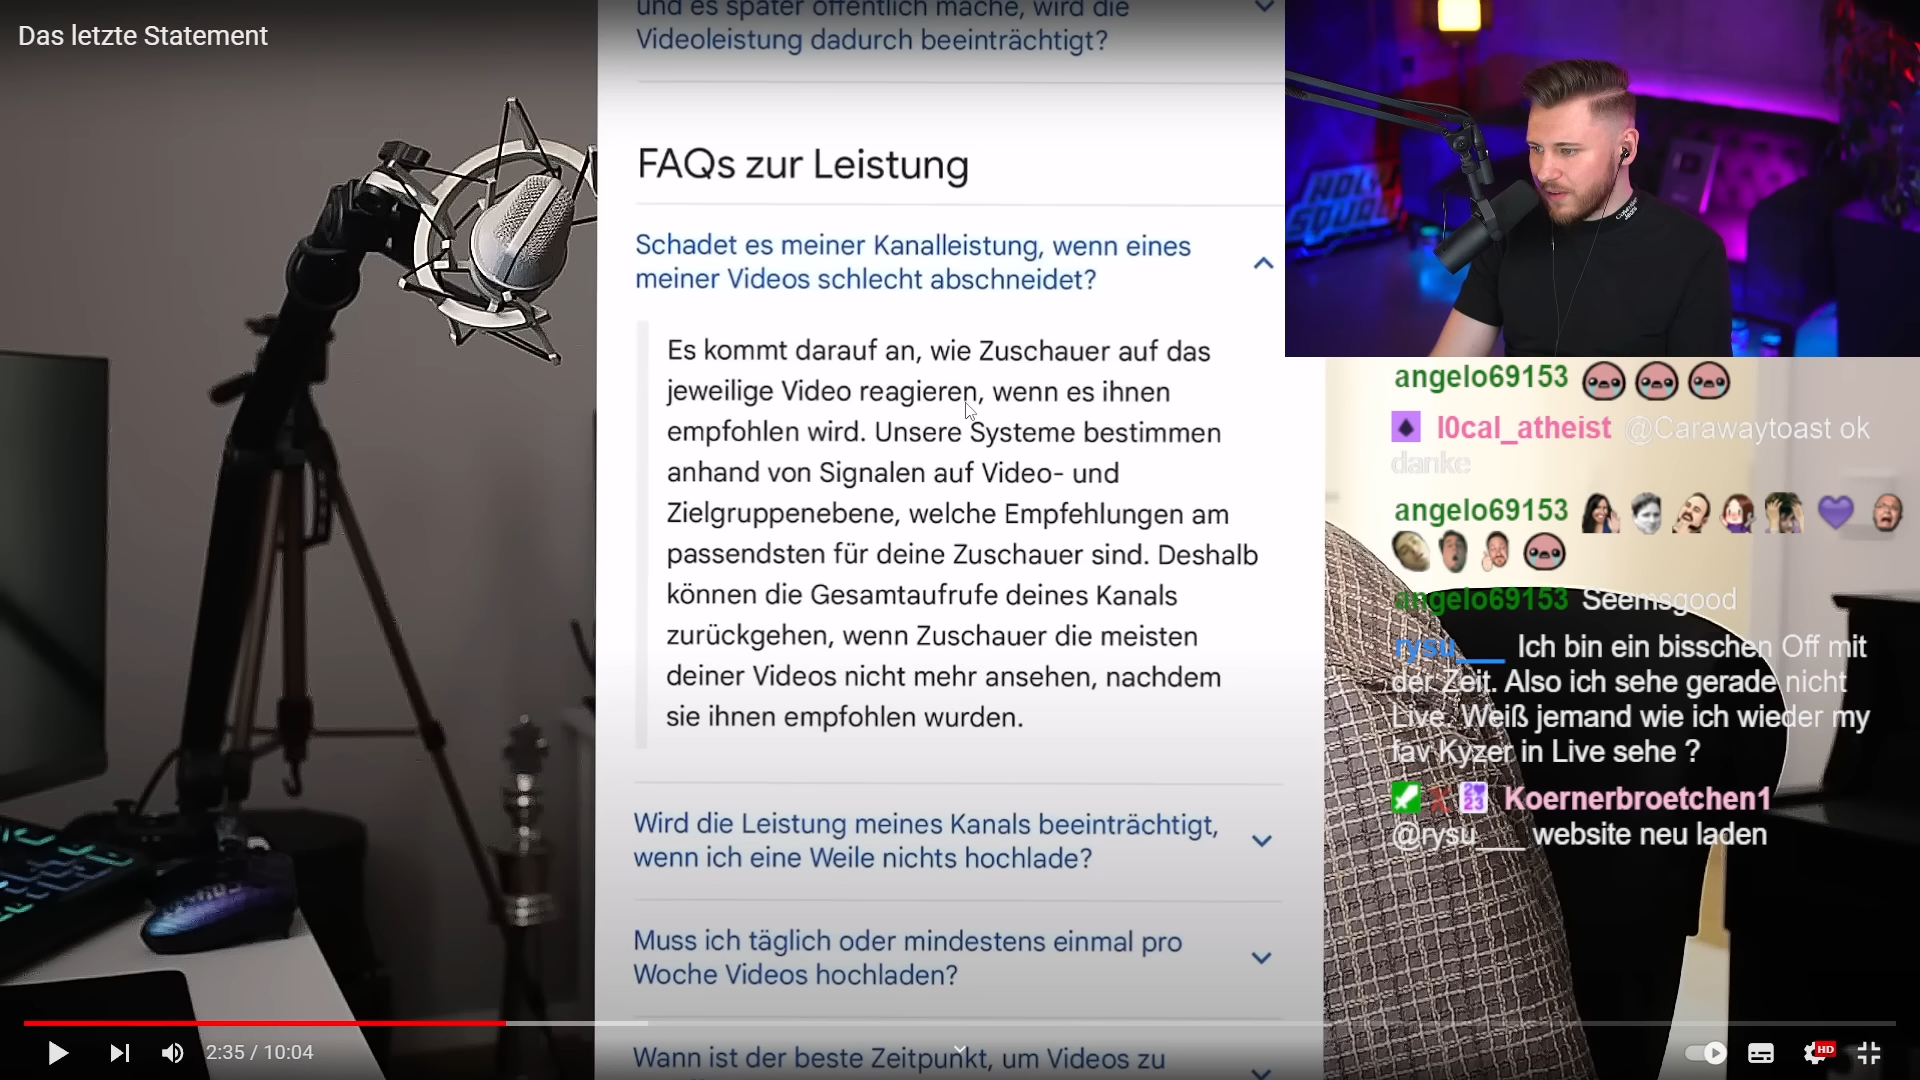 Das letzte Statement
und es später öffentlich mache, wird die
Videoleistung dadurch beeinträchtigt?
FAQs zur Leistung
Schadet es meiner Kanalleistung, wenn eines
meiner Videos schlecht abschneidet?
Es kommt darauf an, wie Zuschauer auf das
jeweilige Video reagieren, wenn es ihnen
empfohlen wird. Unsere Systeme bestimmen
anhand von Signalen auf Video- und
Zielgruppenebene, welche Empfehlungen am
passendsten für deine Zuschauer sind. Deshalb
können die Gesamtaufrufe deines Kanals
zurückgehen, wenn Zuschauer die meisten
deiner Videos nicht mehr ansehen, nachdem
sie ihnen empfohlen wurden.
Wird die Leistung meines Kanals beeinträchtigt,
wenn ich eine Weile nichts hochlade?
Muss ich täglich oder mindestens einmal pro
Woche Videos hochladen?
Wann ist der beste Zeitpunkt, um Videos zu
HOLY
SQUAD
Calvin Klein
Jeans
angelo69153
l0cal_atheist @Carawaytoast ok
danke
angelo69153
angelo69153 Seemsgood
rysu____ Ich bin ein bisschen Off mit
der Zeit. Also ich sehe gerade nicht
Live. Weiß jemand wie ich wieder my
fav Kyzer in Live sehe ?
Koernerbroetchen1
@rysu____ website neu laden
2:35 / 10:04
HD